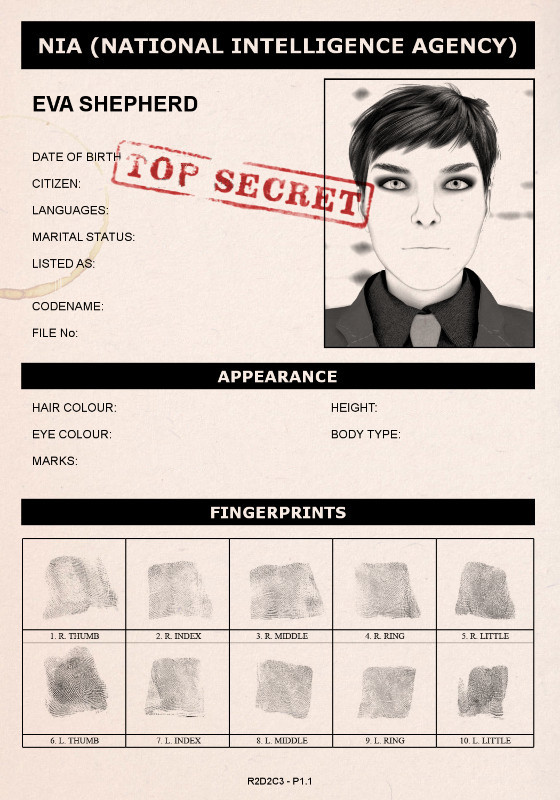 NIA (NATIONAL INTELLIGENCE AGENCY)
EVA SHEPHERD
DATE OF BIRTH
TOP SECRET
CITIZEN:
LANGUAGES:
MARITAL STATUS:
LISTED AS:
CODENAME:
FILE No:
APPEARANCE
HAIR COLOUR:
HEIGHT:
EYE COLOUR:
BODY TYPE:
MARKS:
FINGERPRINTS
1. R. THUMB
2. R. INDEX
3. R. MIDDLE
4. R. RING
5. R. LITTLE
6. L. THUMB
7. L. INDEX
8. L. MIDDLE
9. L. RING
10. L. LITTLE
R2D2C3 - P1.1